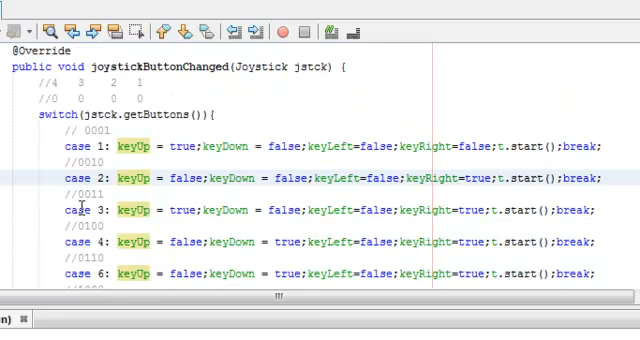 @Override
public void joystickButtonChanged(Joystick jstck) {
//4 3 2 1
//0 0 0 0
switch(jstck.getButtons()){
// 0001
case 1: keyUp = true;keyDown = false;keyLeft=false;keyRight=false;t.start();break;
//0010
case 2: keyUp = false;keyDown = false;keyLeft=false;keyRight=true;t.start();break;
//0011
case 3: keyUp = true;keyDown = false;keyLeft=false;keyRight=true;t.start();break;
//0100
case 4: keyUp = false;keyDown = true;keyLeft=false;keyRight=false;t.start();break;
//0110
case 6: keyUp = false;keyDown = true;keyLeft=false;keyRight=true;t.start();break;
//1000
n)